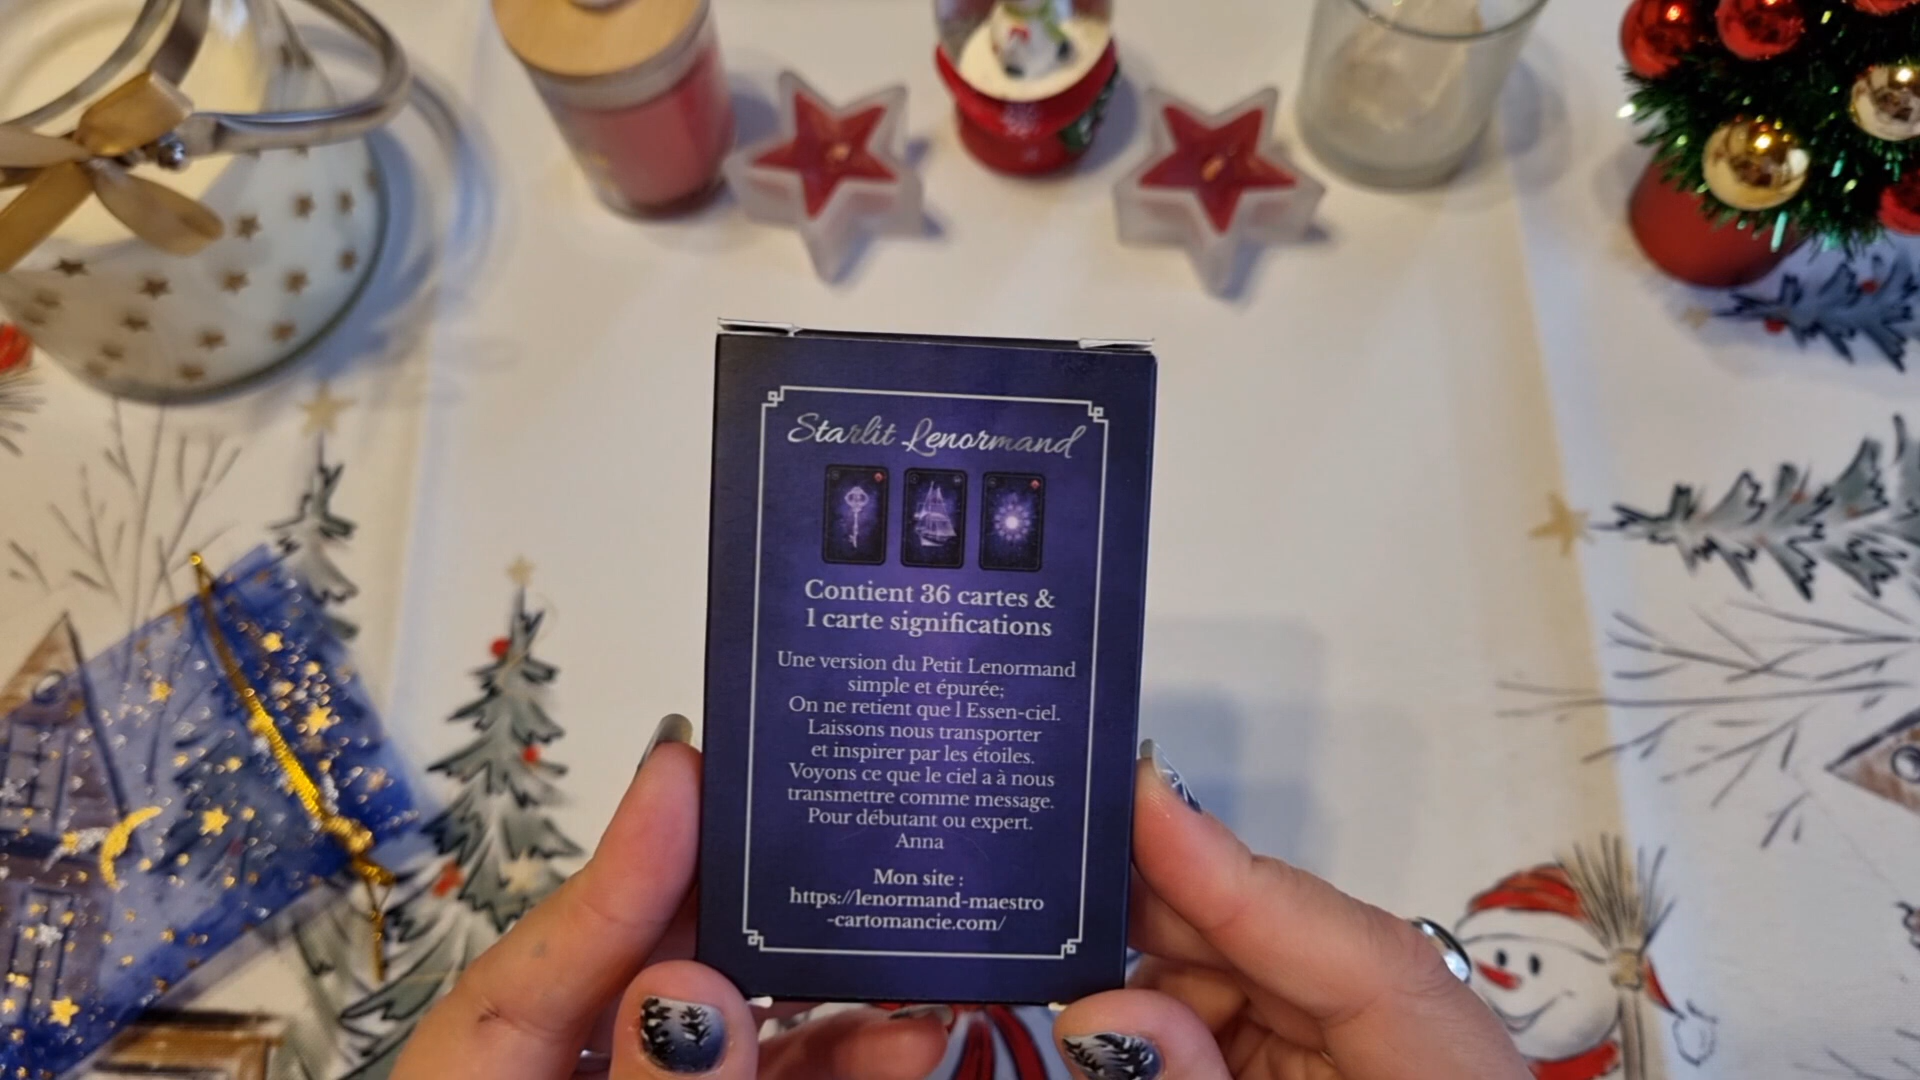 Starlit Lenormand
Contient 36 cartes &
1 carte significations
Une version du Petit Lenormand
simple et épurée;
On ne retient que l Essen-ciel.
Laissons nous transporter
et inspirer par les étoiles.
Voyons ce que le ciel a à nous
transmettre comme message.
Pour débutant ou expert.
Anna
Mon site :
https://lenormand-maestro
-cartomancie.com/